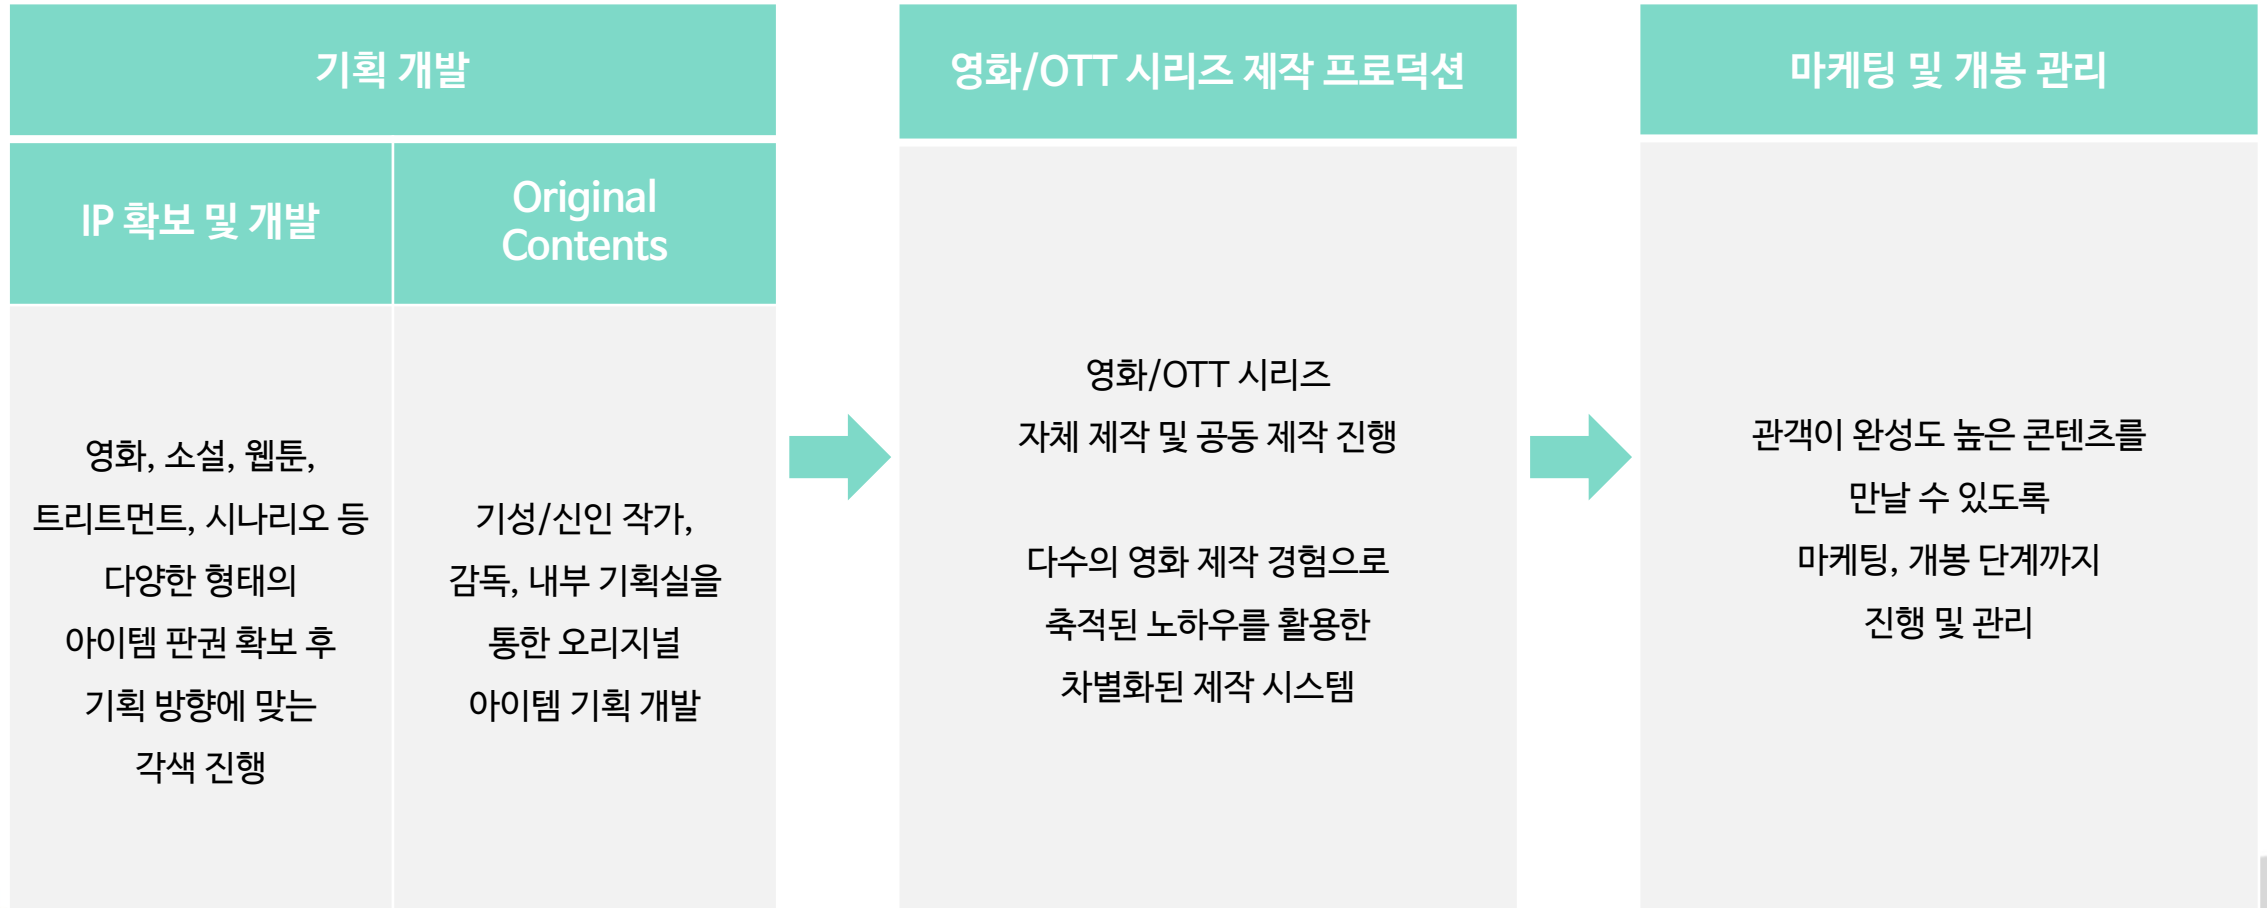 기획 개발
IP 확보 및 개발
Original
Contents
영화, 소설, 웹툰,
트리트먼트, 시나리오 등
다양한 형태의
아이템 판권 확보 후
기획 방향에 맞는
각색 진행
기성/신인 작가,
감독, 내부 기획실을
통한 오리지널
아이템 기획 개발
영화/OTT 시리즈 제작 프로덕션
영화/OTT 시리즈
자체 제작 및 공동 제작 진행
다수의 영화 제작 경험으로
축적된 노하우를 활용한
차별화된 제작 시스템
마케팅 및 개봉 관리
관객이 완성도 높은 콘텐츠를
만날 수 있도록
마케팅, 개봉 단계까지
진행 및 관리